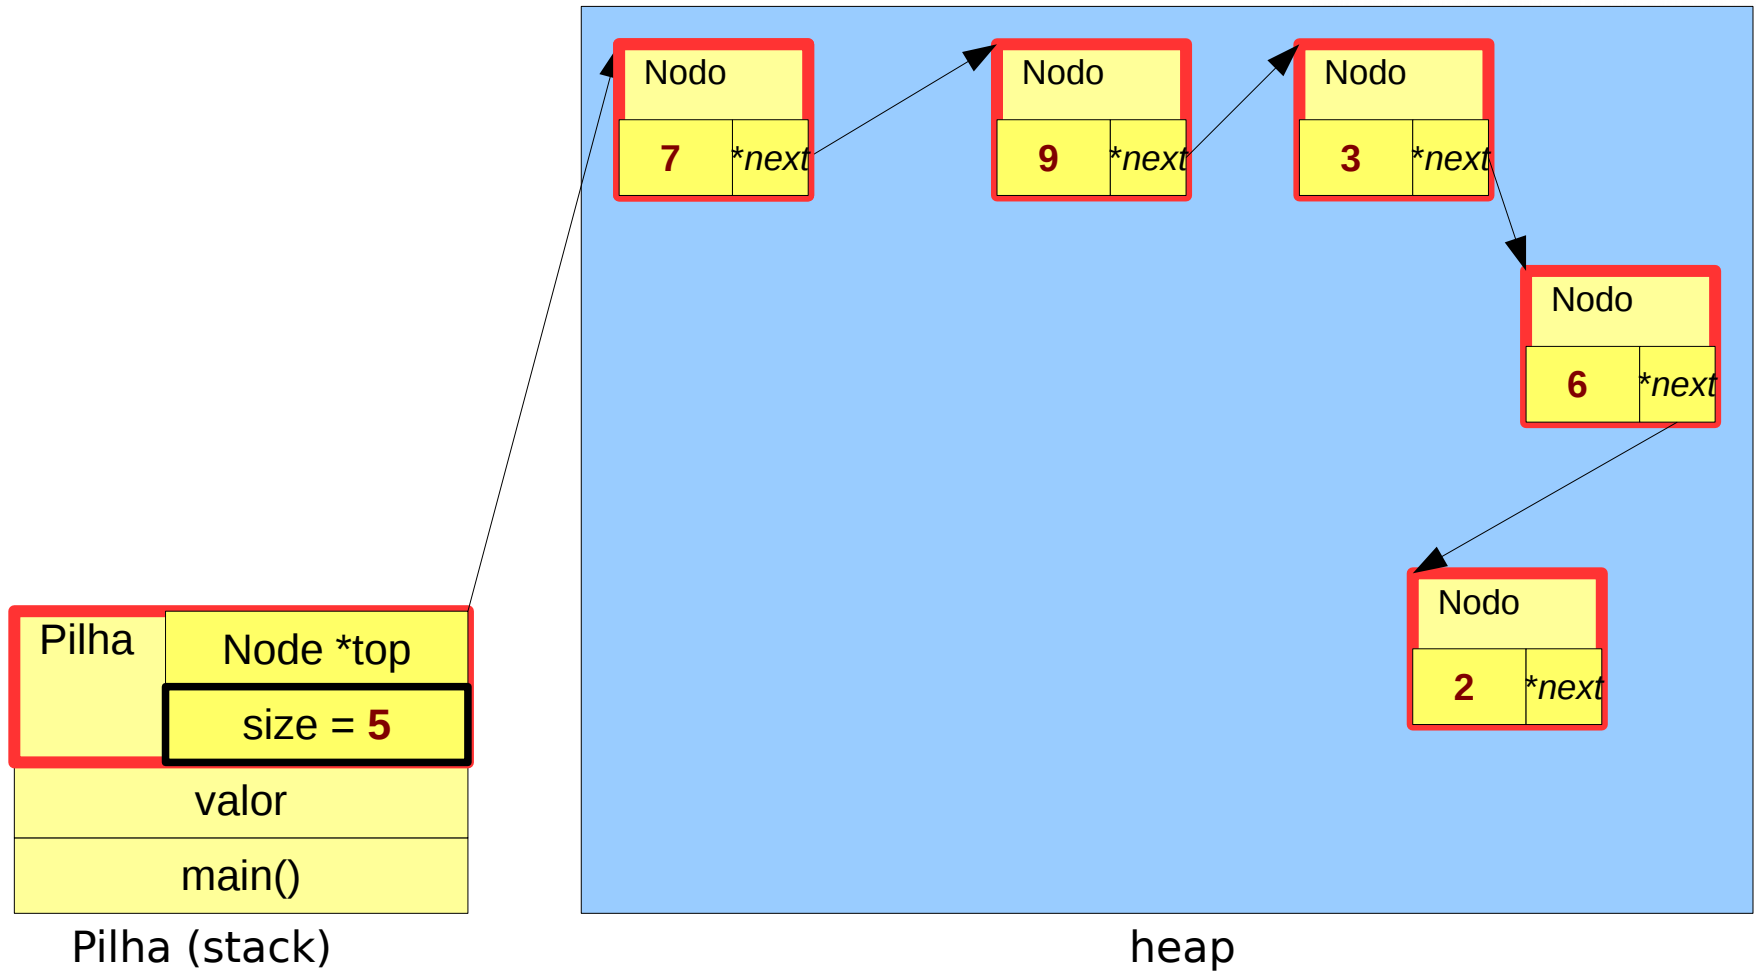 Nodo
7 *next
Nodo
9 *next
Nodo
3 *next
Nodo
6 *next
Nodo
2 *next
Pilha
Node *top
size = 5
valor
main()
Pilha (stack)
heap